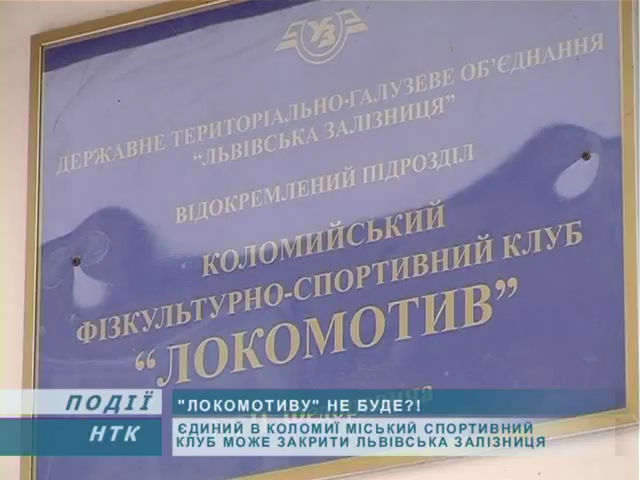 УЗ
ДЕРЖАВНЕ ТЕРИТОРІАЛЬНО-ГАЛУЗЕВЕ ОБ'ЄДНАННЯ
“ЛЬВІВСЬКА ЗАЛІЗНИЦЯ”
ВІДОКРЕМЛЕНИЙ ПІДРОЗДІЛ
КОЛОМИЙСЬКИЙ
ФІЗКУЛЬТУРНО-СПОРТИВНИЙ КЛУБ
“ЛОКОМОТИВ”
ПОДІЇ
НТК
"ЛОКОМОТИВУ" НЕ БУДЕ?!
ЄДИНИЙ В КОЛОМИЇ МІСЬКИЙ СПОРТИВНИЙ
КЛУБ МОЖЕ ЗАКРИТИ ЛЬВІВСЬКА ЗАЛІЗНИЦЯ